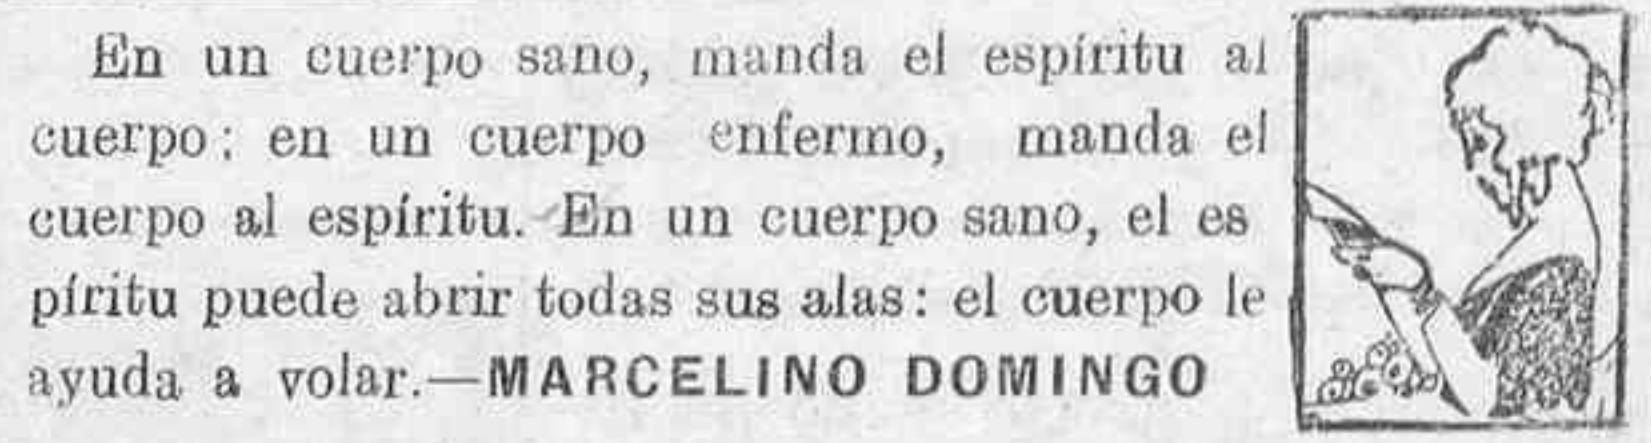 En un cuerpo sano, manda el espíritu al
cuerpo; en un cuerpo enfermo, manda el
cuerpo al espíritu. En un cuerpo sano, el es
píritu puede abrir todas sus alas: el cuerpo le
ayuda a volar.—MARCELINO DOMINGO